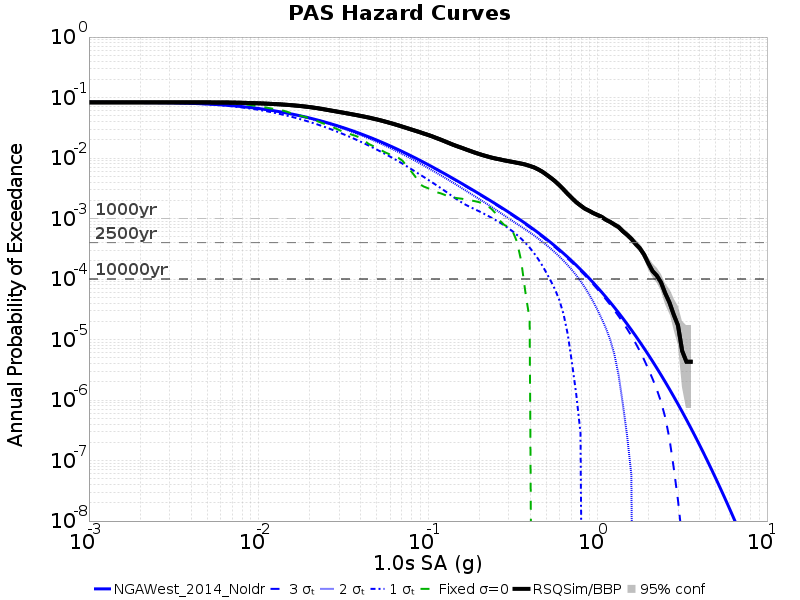 PAS Hazard Curves
Annual Probability of Exceedance
10^0
10^-1
10^-2
10^-3
10^-4
10^-5
10^-6
10^-7
10^-8
1000yr
2500yr
10000yr
10^-3 10^-2 10^-1 10^0 10^1
1.0s SA (g)
NGAWest_2014_NoIdr 3 σₜ 2 σₜ 1 σₜ Fixed σ=0 RSQSim/BBP 95% conf